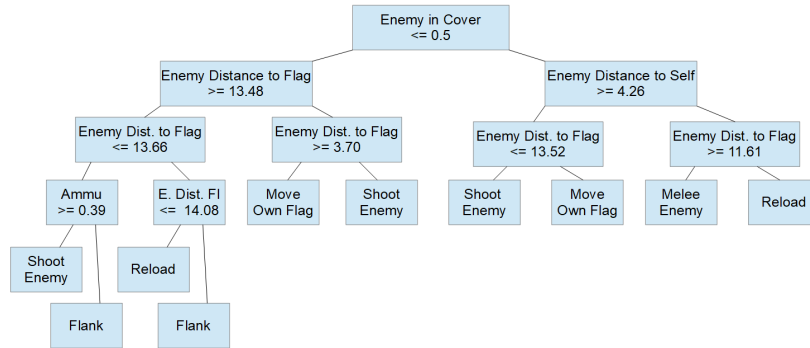 Enemy in Cover
<= 0.5
Enemy Distance to Flag
>= 13.48
Enemy Distance to Self
>= 4.26
Enemy Dist. to Flag
<= 13.66
Enemy Dist. to Flag
>= 3.70
Enemy Dist. to Flag
<= 13.52
Enemy Dist. to Flag
>= 11.61
Ammu
>= 0.39
E. Dist. Fl
<= 14.08
Move
Own Flag
Shoot
Enemy
Shoot
Enemy
Move
Own Flag
Melee
Enemy
Reload
Shoot
Enemy
Reload
Flank
Flank